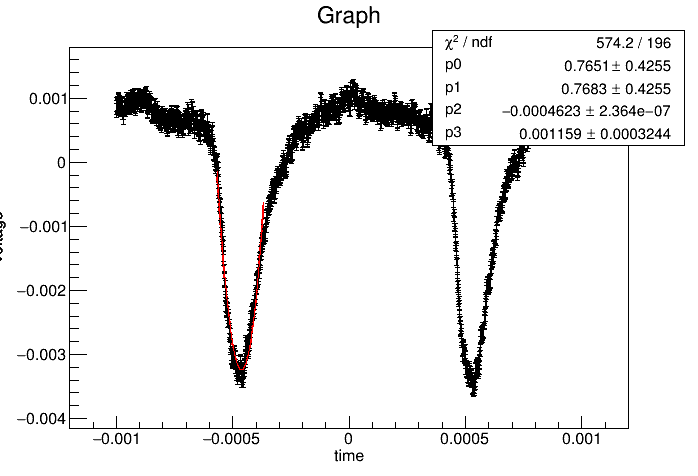 Graph
χ² / ndf 574.2 / 196
p0 0.7651 ± 0.4255
p1 0.7683 ± 0.4255
p2 −0.0004623 ± 2.364e−07
p3 0.001159 ± 0.0003244
0.001
0
−0.001
−0.002
−0.003
−0.004
−0.001 −0.0005 0 0.0005 0.001
time